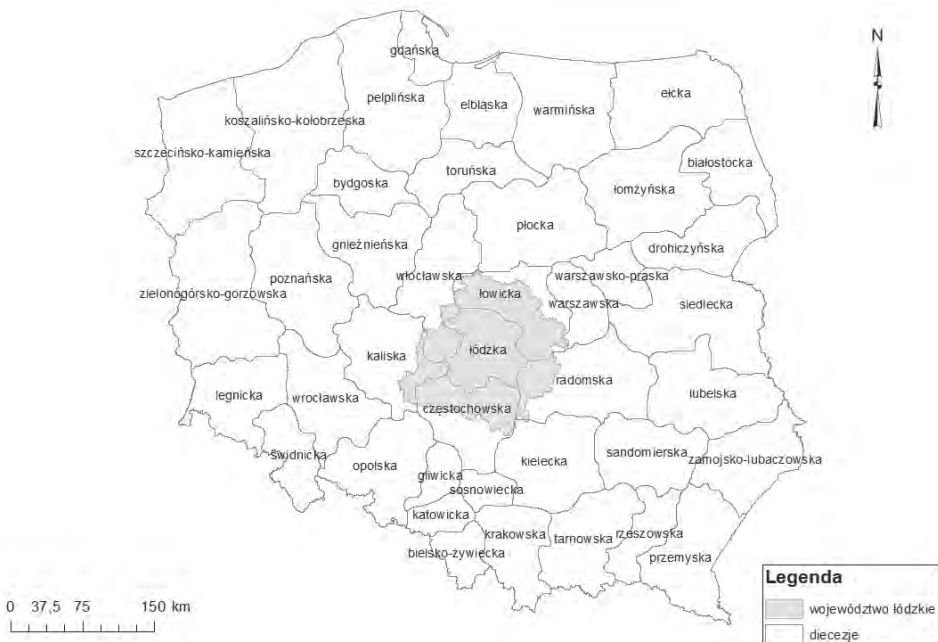 gdańska
N
pelplińska
elbląska
warmińska
ełcka
koszalińsko-kołobrzeska
szczecińsko-kamieńska
białostocka
bydgoska
toruńska
łomżyńska
płocka
gnieźnieńska
drohiczyńska
włocławska
warszawsko-praska
poznańska
zielonogórsko-gorzowska
łowicka
warszawska
siedlecka
kaliska
łódzka
radomska
legnicka
wrocławska
lubelska
częstochowska
świdnicka
opolska
gliwicka
kielecka
sandomierska
zamojsko-lubaczowska
sosnowiecka
katowicka
krakowska
tarnowska
rzeszowska
bielsko-żywiecka
przemyska
Legenda
województwo łódzkie
diecezje
0 37,5 75 150 km